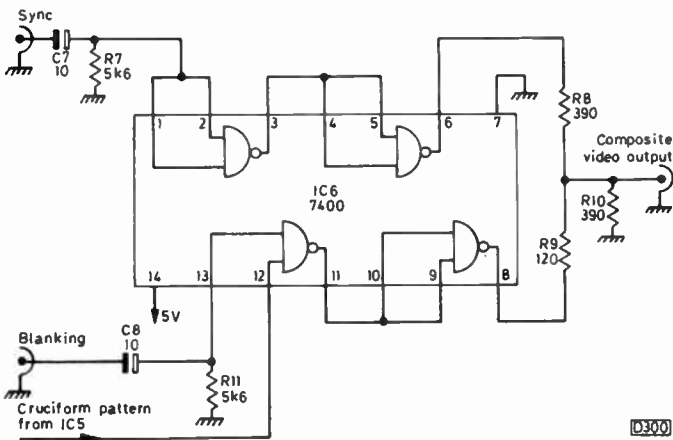 Sync
C7
10
R7
5k6
1 2 3 4 5 6 7
R8
390
Composite
video output
IC6
7400
R10
390
R9
120
14 13 12 11 10 9 8
5V
Blanking
C8
10
R11
5k6
Cruciform pattern
from IC5
D300